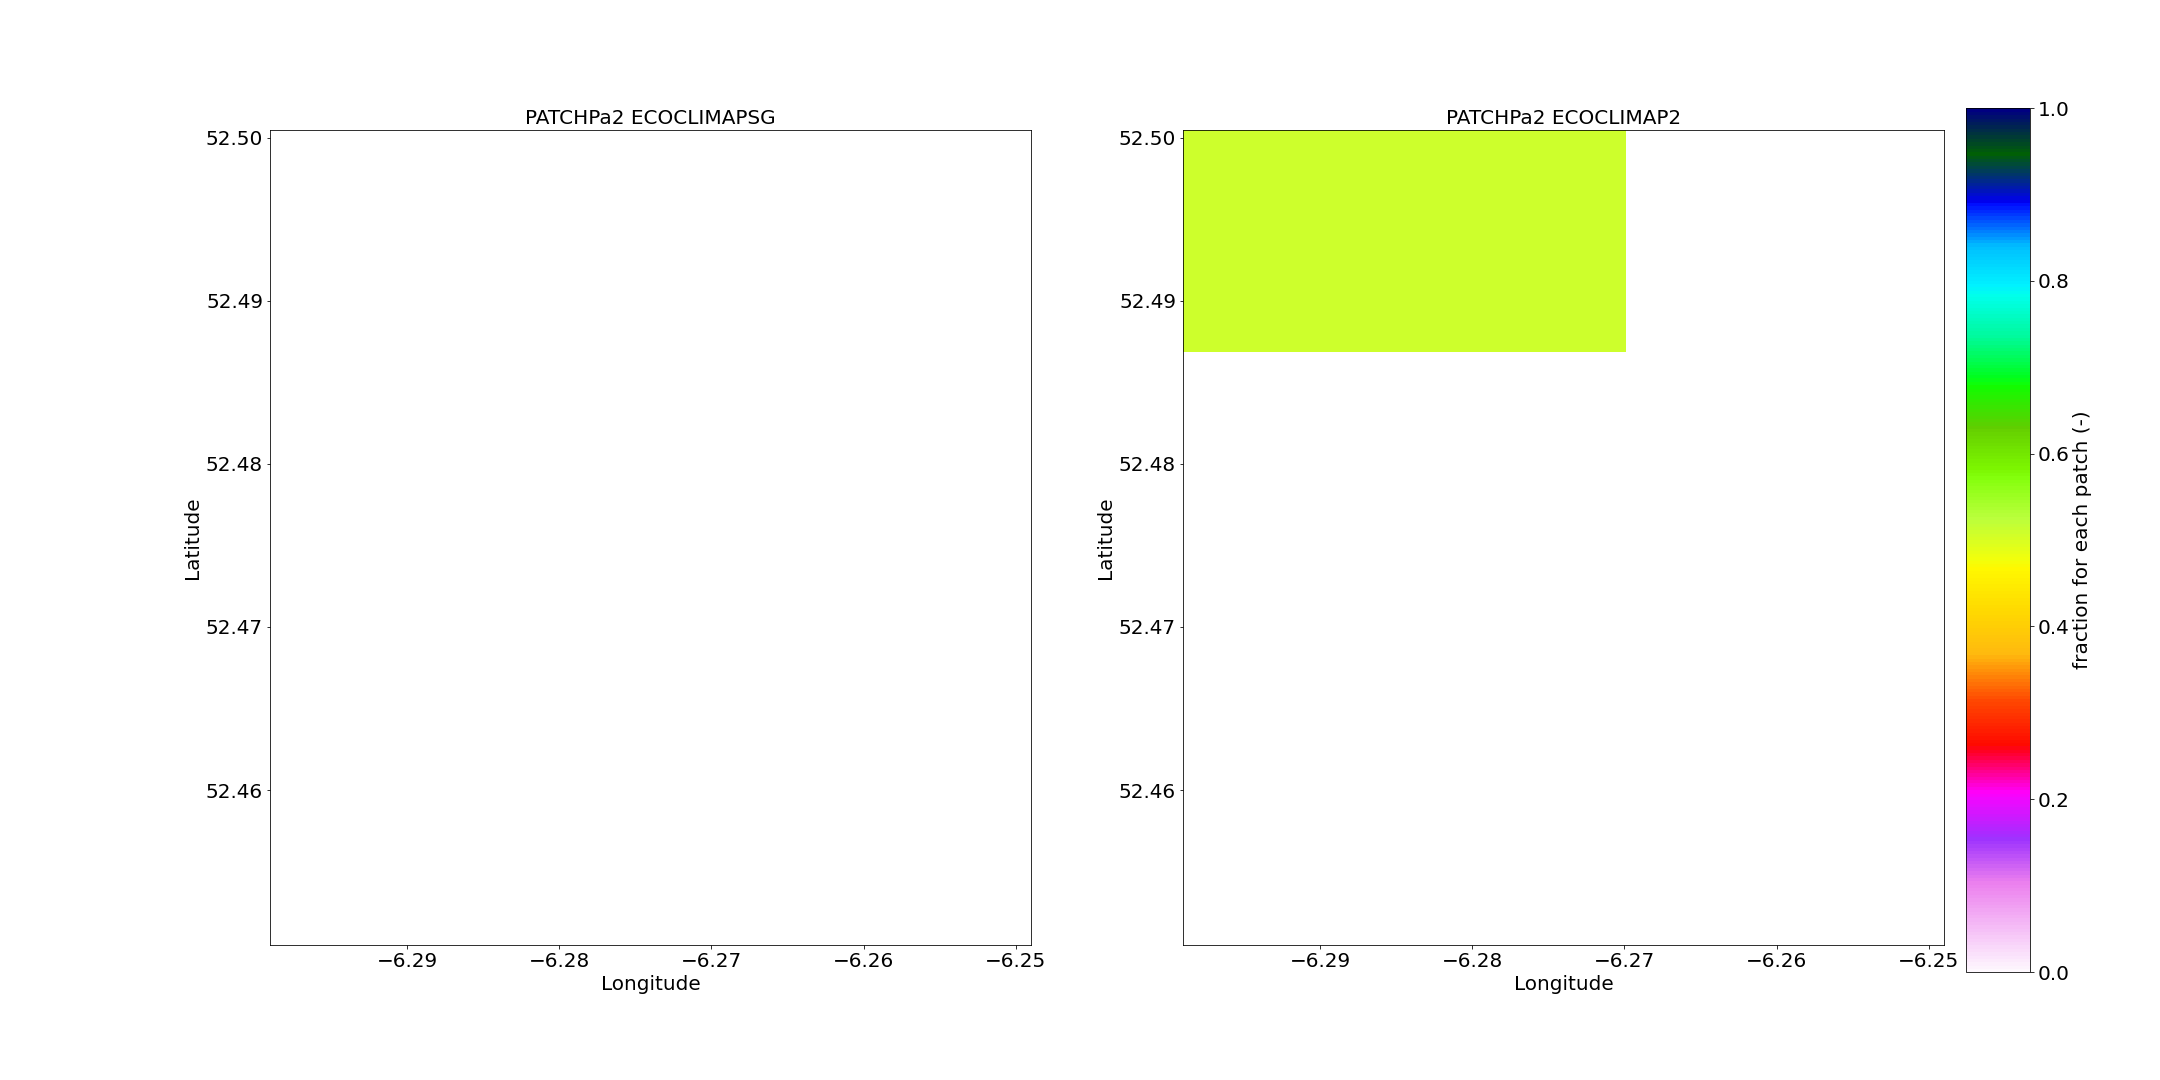 PATCHPa2 ECOCLIMAPSG
52.50
52.49
52.48
52.47
52.46
Latitude
−6.29 −6.28 −6.27 −6.26 −6.25
Longitude
PATCHPa2 ECOCLIMAP2
52.50
52.49
52.48
52.47
52.46
Latitude
−6.29 −6.28 −6.27 −6.26 −6.25
Longitude
1.0
0.8
0.6
0.4
0.2
0.0
fraction for each patch (-)